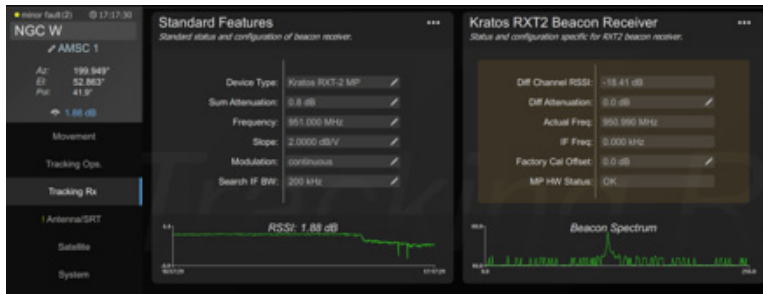 minor fault(2) 17:17:30
NGC W
AMSC 1
Az: 199.949°
El: 52.863°
Pol: 41.9°
1.88 dB
Movement
Tracking Ops.
Tracking Rx
! Antenna/SRT
Satellite
System
Standard Features
Standard status and configuration of beacon receiver.
Device Type: Kratos RXT-2 MP
Sum Attenuation: 0.8 dB
Frequency: 951.000 MHz
Slope: 2.0000 dB/V
Modulation: continuous
Search IF BW: 200 kHz
RSSI: 1.88 dB
17:17:29
Kratos RXT2 Beacon Receiver
Status and configuration specific for RXT2 beacon receiver.
Diff Channel RSSI: -18.41 dB
Diff Attenuation: 0.0 dB
Actual Freq: 950.990 MHz
IF Freq: 0.000 kHz
Factory Cal Offset: 0.0 dB
MP HW Status: OK
Beacon Spectrum
0.0
Tracking R